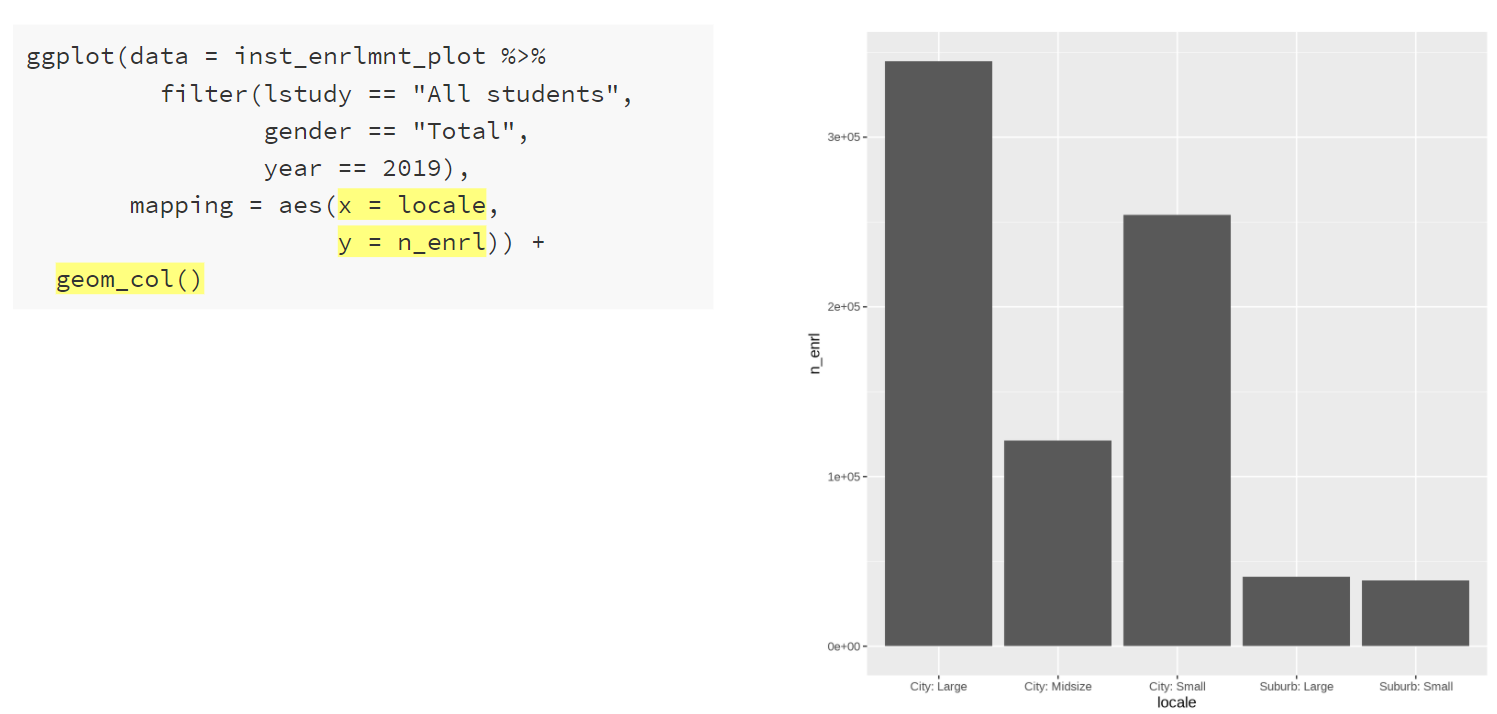 ggplot(data = inst_enrlmnt_plot %>%
filter(lstudy == "All students",
gender == "Total",
year == 2019),
mapping = aes(x = locale,
y = n_enrl)) +
geom_col()
3e+05
2e+05
n_enrl
1e+05
0e+00
City: Large City: Midsize City: Small Suburb: Large Suburb: Small
locale